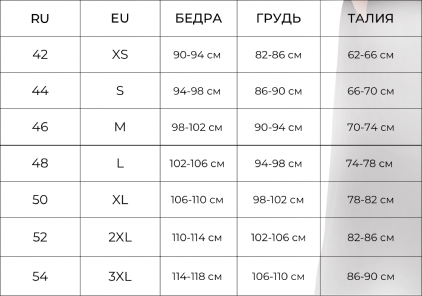 RU EU БЕДРА ГРУДЬ ТАЛИЯ
42 XS 90-94 см 82-86 см 62-66 см
44 S 94-98 см 86-90 см 66-70 см
46 M 98-102 см 90-94 см 70-74 см
48 L 102-106 см 94-98 см 74-78 см
50 XL 106-110 см 98-102 см 78-82 см
52 2XL 110-114 см 102-106 см 82-86 см
54 3XL 114-118 см 106-110 см 86-90 см